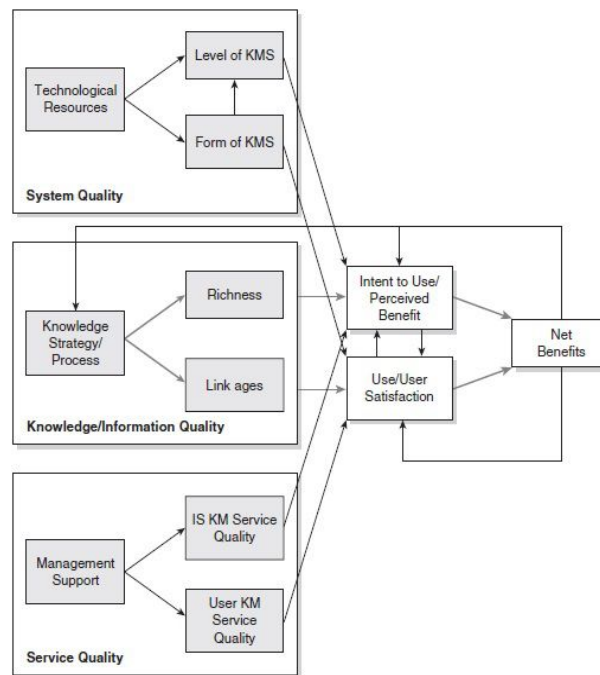 Level of KMS
Technological
Resources
Form of KMS
System Quality
Richness
Knowledge
Strategy/
Process
Link ages
Knowledge/Information Quality
Intent to Use/
Perceived
Benefit
Use/User
Satisfaction
Net
Benefits
IS KM Service
Quality
Management
Support
User KM
Service
Quality
Service Quality